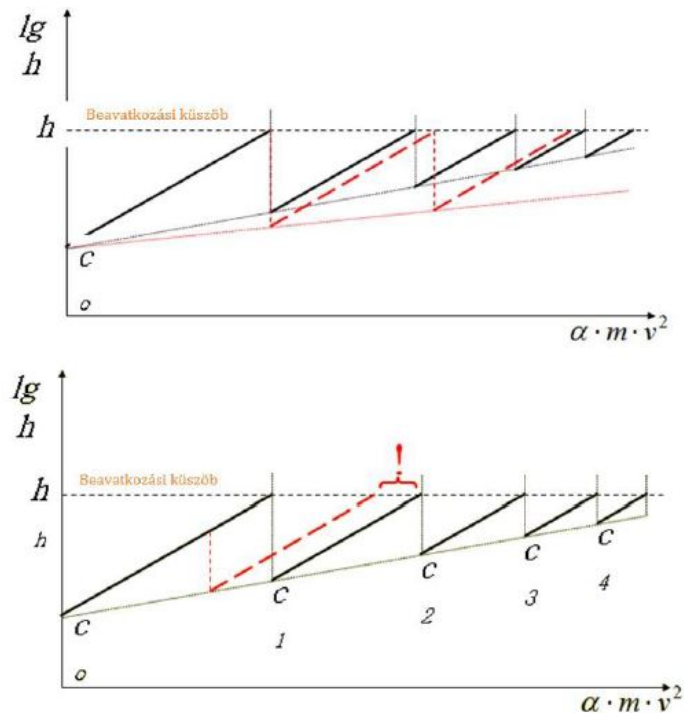 lg
h
Beavatkozási küszöb
h
C
o
α · m · v²
lg
h
!
Beavatkozási küszöb
h
h
C
C
C
C
C
1
2
3
4
o
α · m · v²